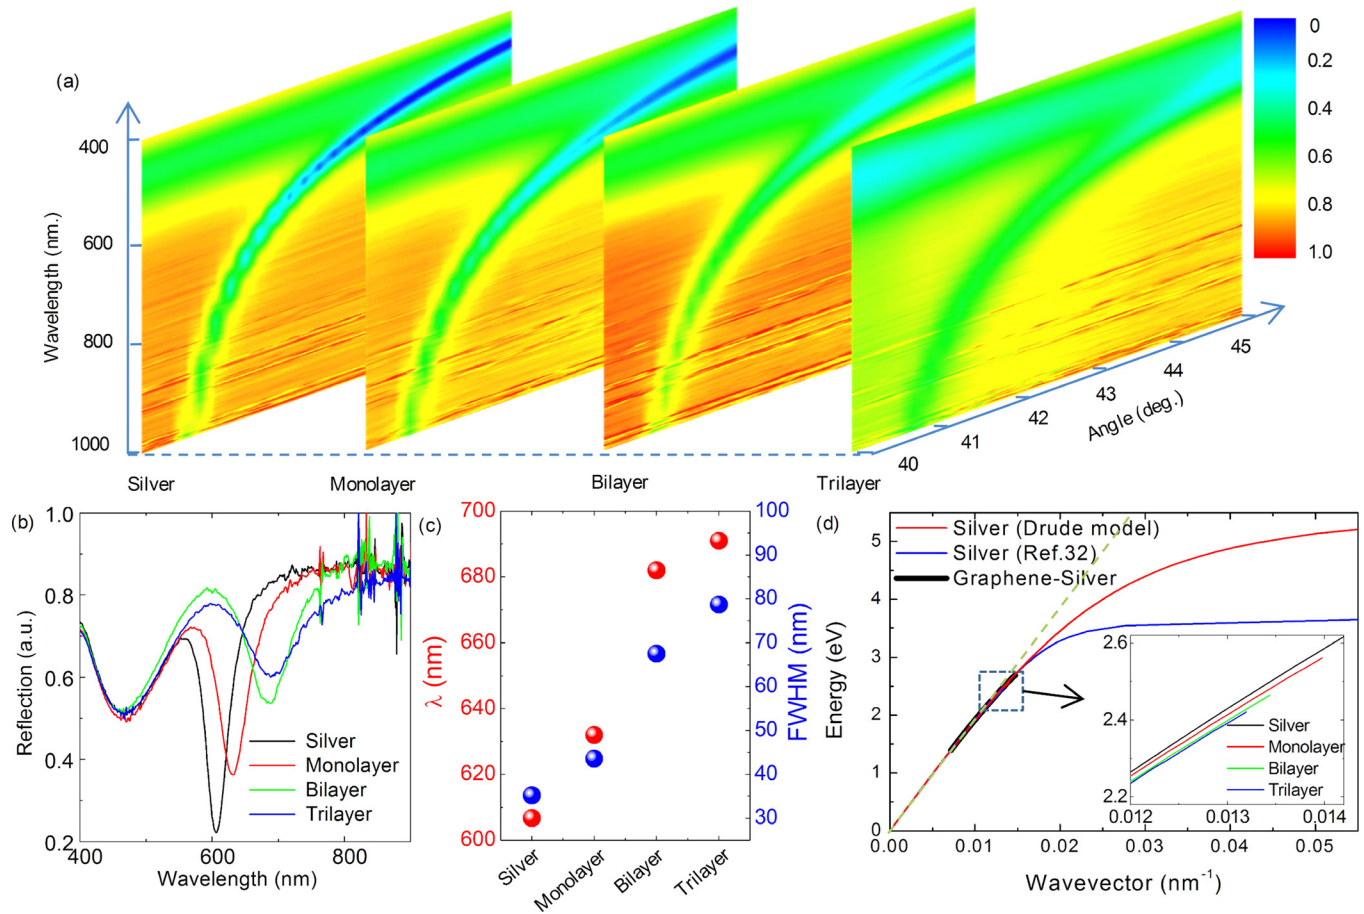 (a)
Wavelength (nm.)
400
600
800
1000
0
0.2
0.4
0.6
0.8
1.0
40
41
42
43
44
45
Angle (deg.)
Silver
Monolayer
Bilayer
Trilayer
(b)
Reflection (a.u.)
1.0
0.8
0.6
0.4
0.2
400
600
800
Wavelength (nm)
Silver
Monolayer
Bilayer
Trilayer
(c)
λ (nm)
700
680
660
640
620
600
FWHM (nm)
100
90
80
70
60
50
40
30
Silver
Monolayer
Bilayer
Trilayer
(d)
Energy (eV)
5
4
3
2
1
0
0.00
0.01
0.02
0.03
0.04
0.05
Wavevector (nm⁻¹)
Silver (Drude model)
Silver (Ref.32)
Graphene-Silver
2.6
2.4
2.2
0.012
0.013
0.014
Silver
Monolayer
Bilayer
Trilayer